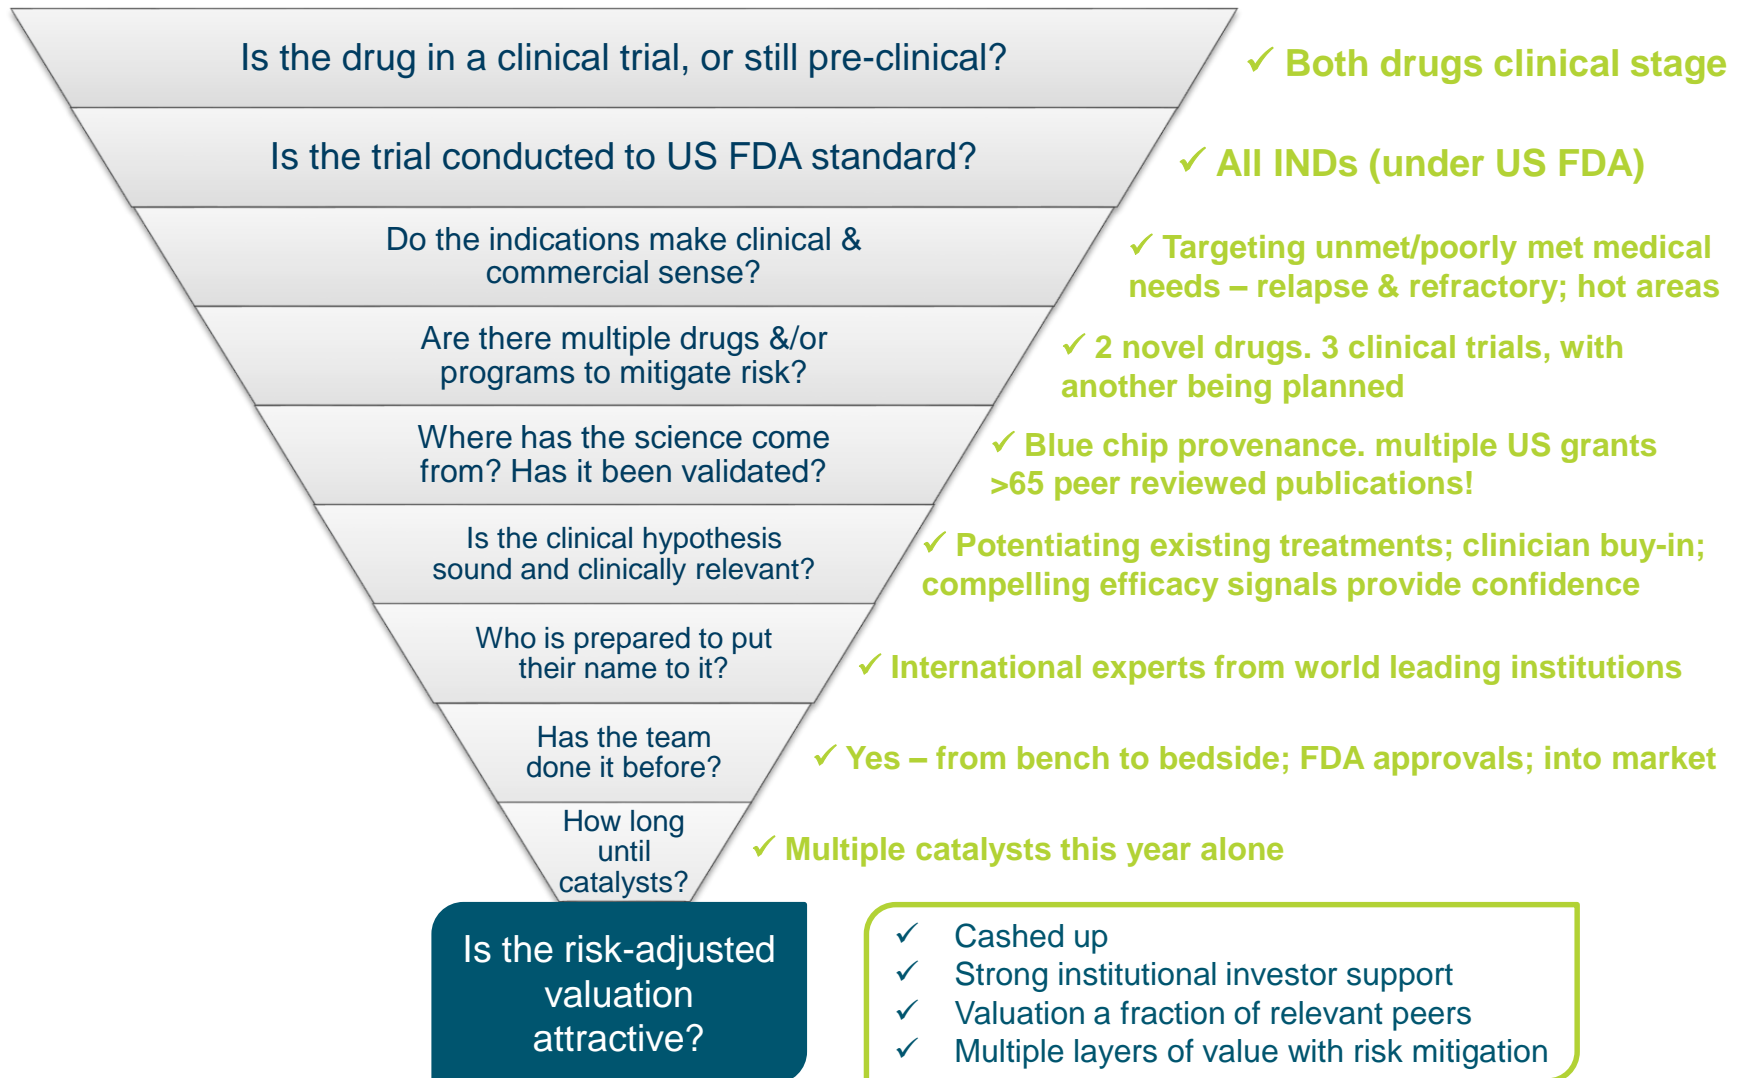 Is the drug in a clinical trial, or still pre-clinical?
✓ Both drugs clinical stage
Is the trial conducted to US FDA standard?
✓ All INDs (under US FDA)
Do the indications make clinical &
commercial sense?
✓ Targeting unmet/poorly met medical
needs – relapse & refractory; hot areas
Are there multiple drugs &/or
programs to mitigate risk?
✓ 2 novel drugs. 3 clinical trials, with
another being planned
Where has the science come
from? Has it been validated?
✓ Blue chip provenance. multiple US grants
>65 peer reviewed publications!
Is the clinical hypothesis
sound and clinically relevant?
✓ Potentiating existing treatments; clinician buy-in;
compelling efficacy signals provide confidence
Who is prepared to put
their name to it?
✓ International experts from world leading institutions
Has the team
done it before?
✓ Yes – from bench to bedside; FDA approvals; into market
How long
until
catalysts?
✓ Multiple catalysts this year alone
Is the risk-adjusted
valuation
attractive?
✓ Cashed up
✓ Strong institutional investor support
✓ Valuation a fraction of relevant peers
✓ Multiple layers of value with risk mitigation